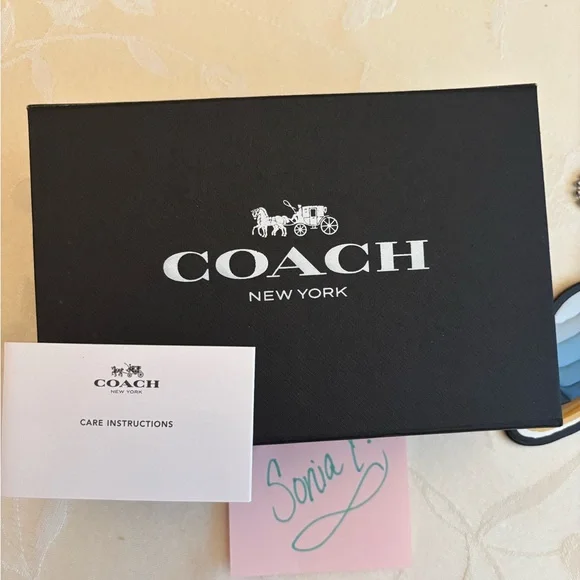 COACH
NEW YORK
COACH
NEW YORK
CARE INSTRUCTIONS
Sonia